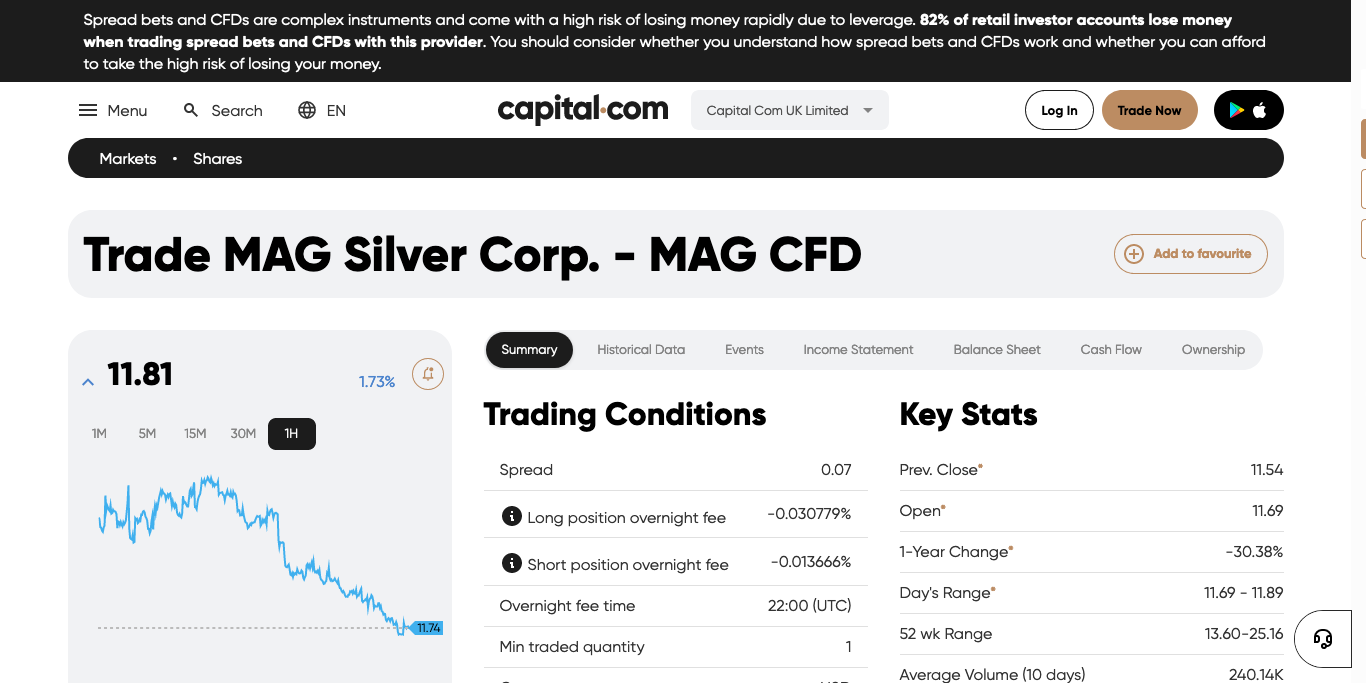 Spread bets and CFDs are complex instruments and come with a high risk of losing money rapidly due to leverage. 82% of retail investor accounts lose money
when trading spread bets and CFDs with this provider. You should consider whether you understand how spread bets and CFDs work and whether you can afford
to take the high risk of losing your money.
Menu Search EN capital.com Capital Com UK Limited Log In Trade Now
Markets • Shares
Trade MAG Silver Corp. - MAG CFD Add to favourite
Summary Historical Data Events Income Statement Balance Sheet Cash Flow Ownership
11.81 1.73%
1M 5M 15M 30M 1H
11.74
Trading Conditions
Spread 0.07
Long position overnight fee -0.030779%
Short position overnight fee -0.013666%
Overnight fee time 22:00 (UTC)
Min traded quantity 1
Key Stats
Prev. Close* 11.54
Open* 11.69
1-Year Change* -30.38%
Day's Range* 11.69 - 11.89
52 wk Range 13.60-25.16
Average Volume (10 days) 240.14K